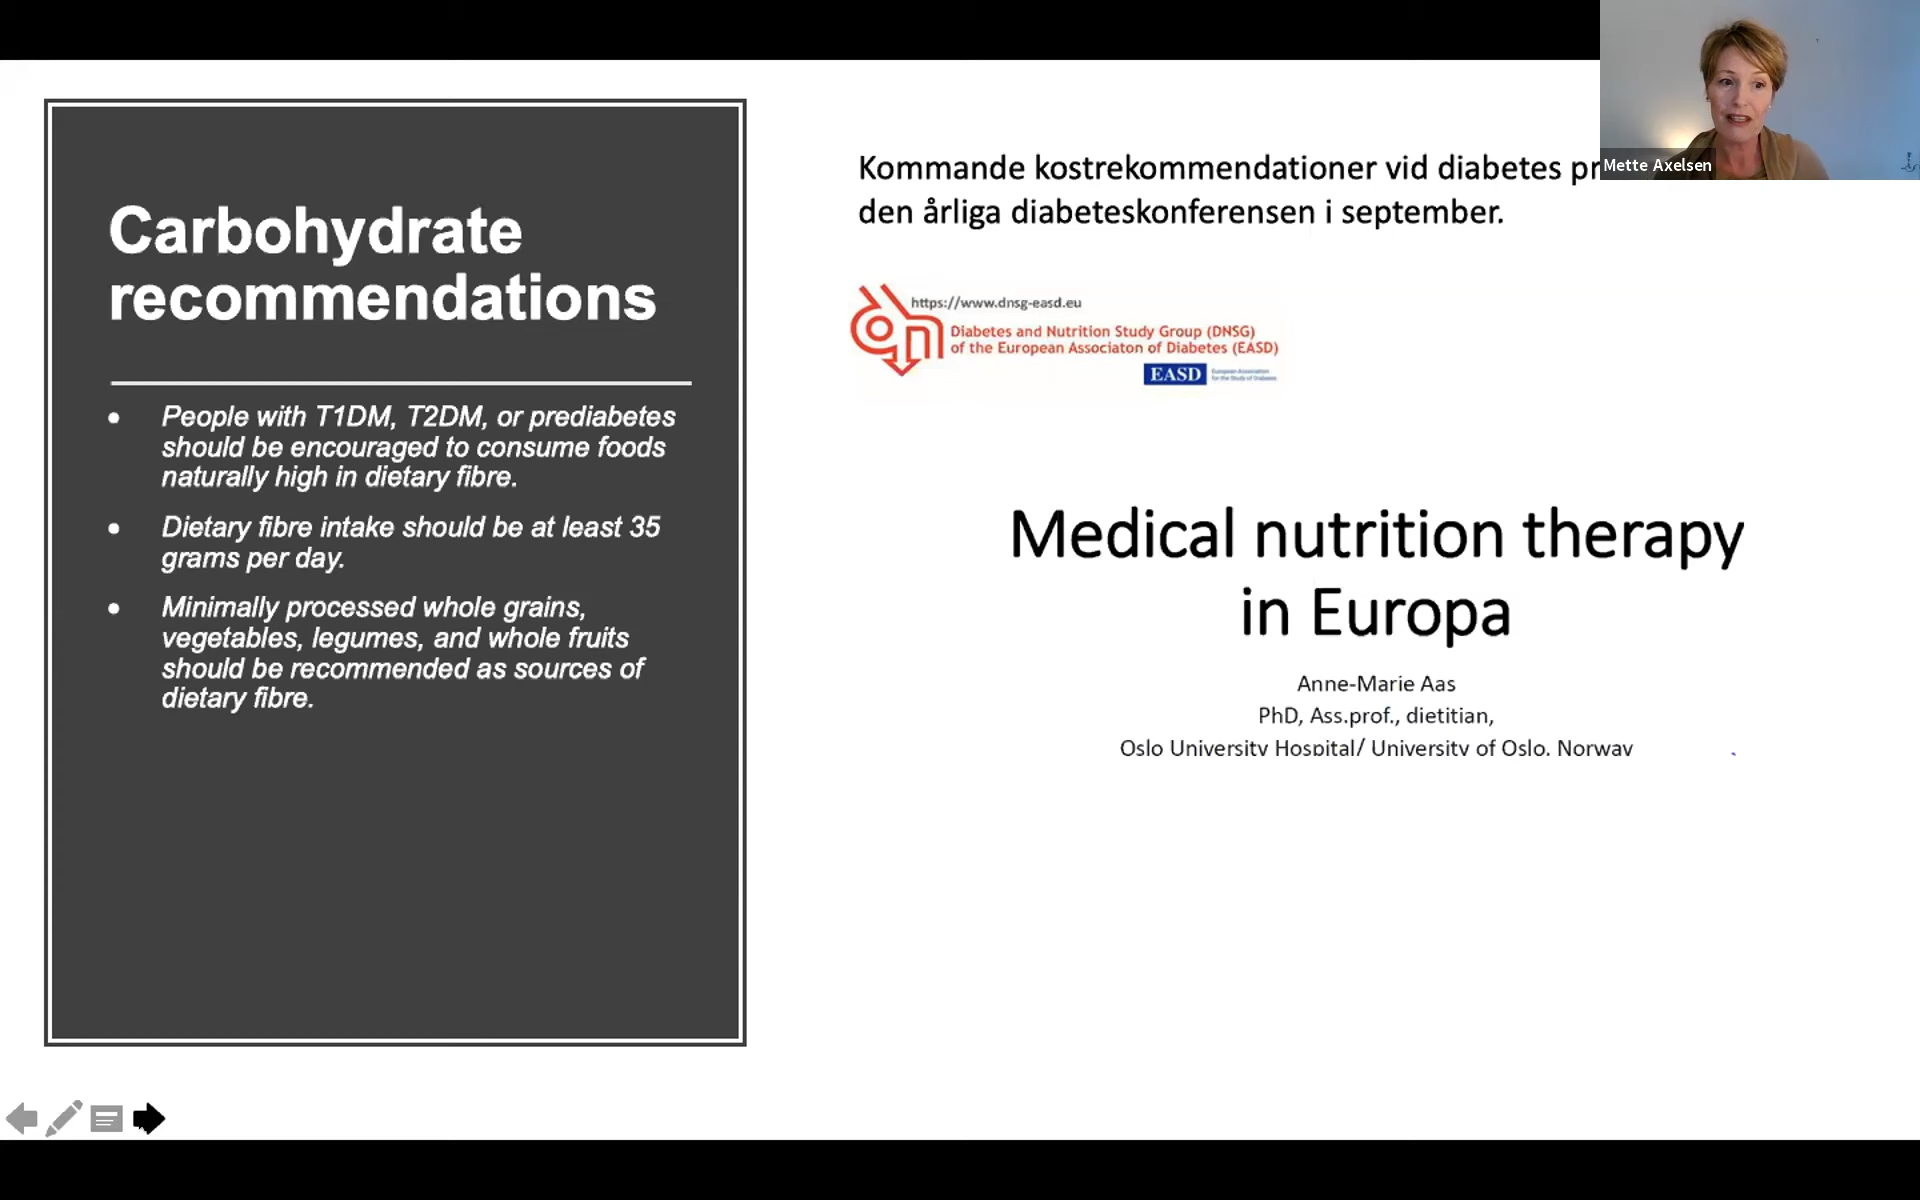 Carbohydrate
recommendations
• People with T1DM, T2DM, or prediabetes
should be encouraged to consume foods
naturally high in dietary fibre.
• Dietary fibre intake should be at least 35
grams per day.
• Minimally processed whole grains,
vegetables, legumes, and whole fruits
should be recommended as sources of
dietary fibre.
Kommande kostrekommendationer vid diabetes
den årliga diabeteskonferensen i september.
https://www.dnsg-easd.eu
Diabetes and Nutrition Study Group (DNSG)
of the European Associaton of Diabetes (EASD)
EASD
European Association
for the Study of Diabetes
Medical nutrition therapy
in Europa
Anne-Marie Aas
PhD, Ass.prof., dietitian,
Oslo University Hospital/ University of Oslo, Norway
Mette Axelsen